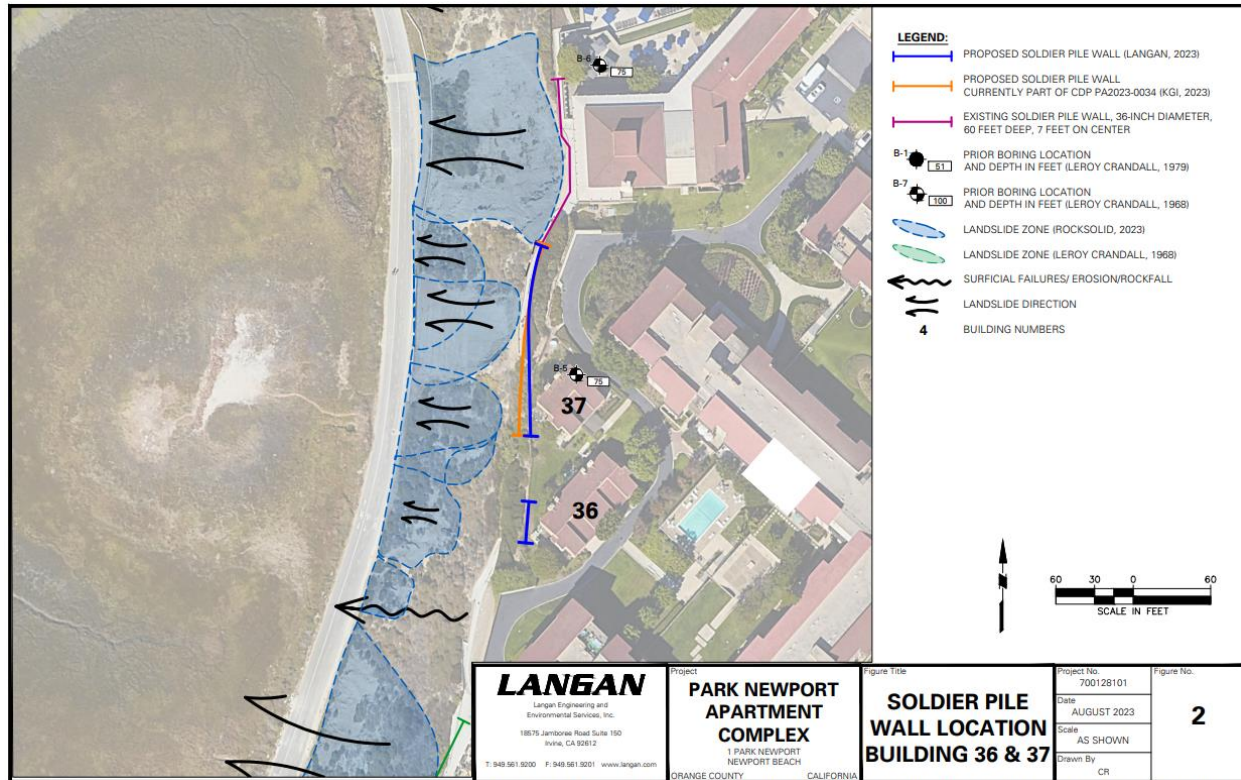 B-6
75
B-6
75
37
36
LEGEND:
PROPOSED SOLDIER PILE WALL (LANGAN, 2023)
PROPOSED SOLDIER PILE WALL
CURRENTLY PART OF CDP PA2023-0034 (KGI, 2023)
EXISTING SOLDIER PILE WALL, 36-INCH DIAMETER,
60 FEET DEEP, 7 FEET ON CENTER
B-1
51
PRIOR BORING LOCATION
AND DEPTH IN FEET (LEROY CRANDALL, 1979)
B-7
100
PRIOR BORING LOCATION
AND DEPTH IN FEET (LEROY CRANDALL, 1968)
LANDSLIDE ZONE (ROCKSOLID, 2023)
LANDSLIDE ZONE (LEROY CRANDALL, 1968)
SURFICIAL FAILURES/ EROSION/ROCKFALL
LANDSLIDE DIRECTION
4
BUILDING NUMBERS
60 30 0 60
SCALE IN FEET
LANGAN
Langan Engineering and
Environmental Services, Inc.
18575 Jamboree Road Suite 150
Irvine, CA 92612
T: 949.561.9200 F: 949.561.9201 www.langan.com
Project
PARK NEWPORT
APARTMENT
COMPLEX
1 PARK NEWPORT
NEWPORT BEACH
ORANGE COUNTY CALIFORNIA
Figure Title
SOLDIER PILE
WALL LOCATION
BUILDING 36 & 37
Project No.
700128101
Date
AUGUST 2023
Scale
AS SHOWN
Drawn By
CR
Figure No.
2